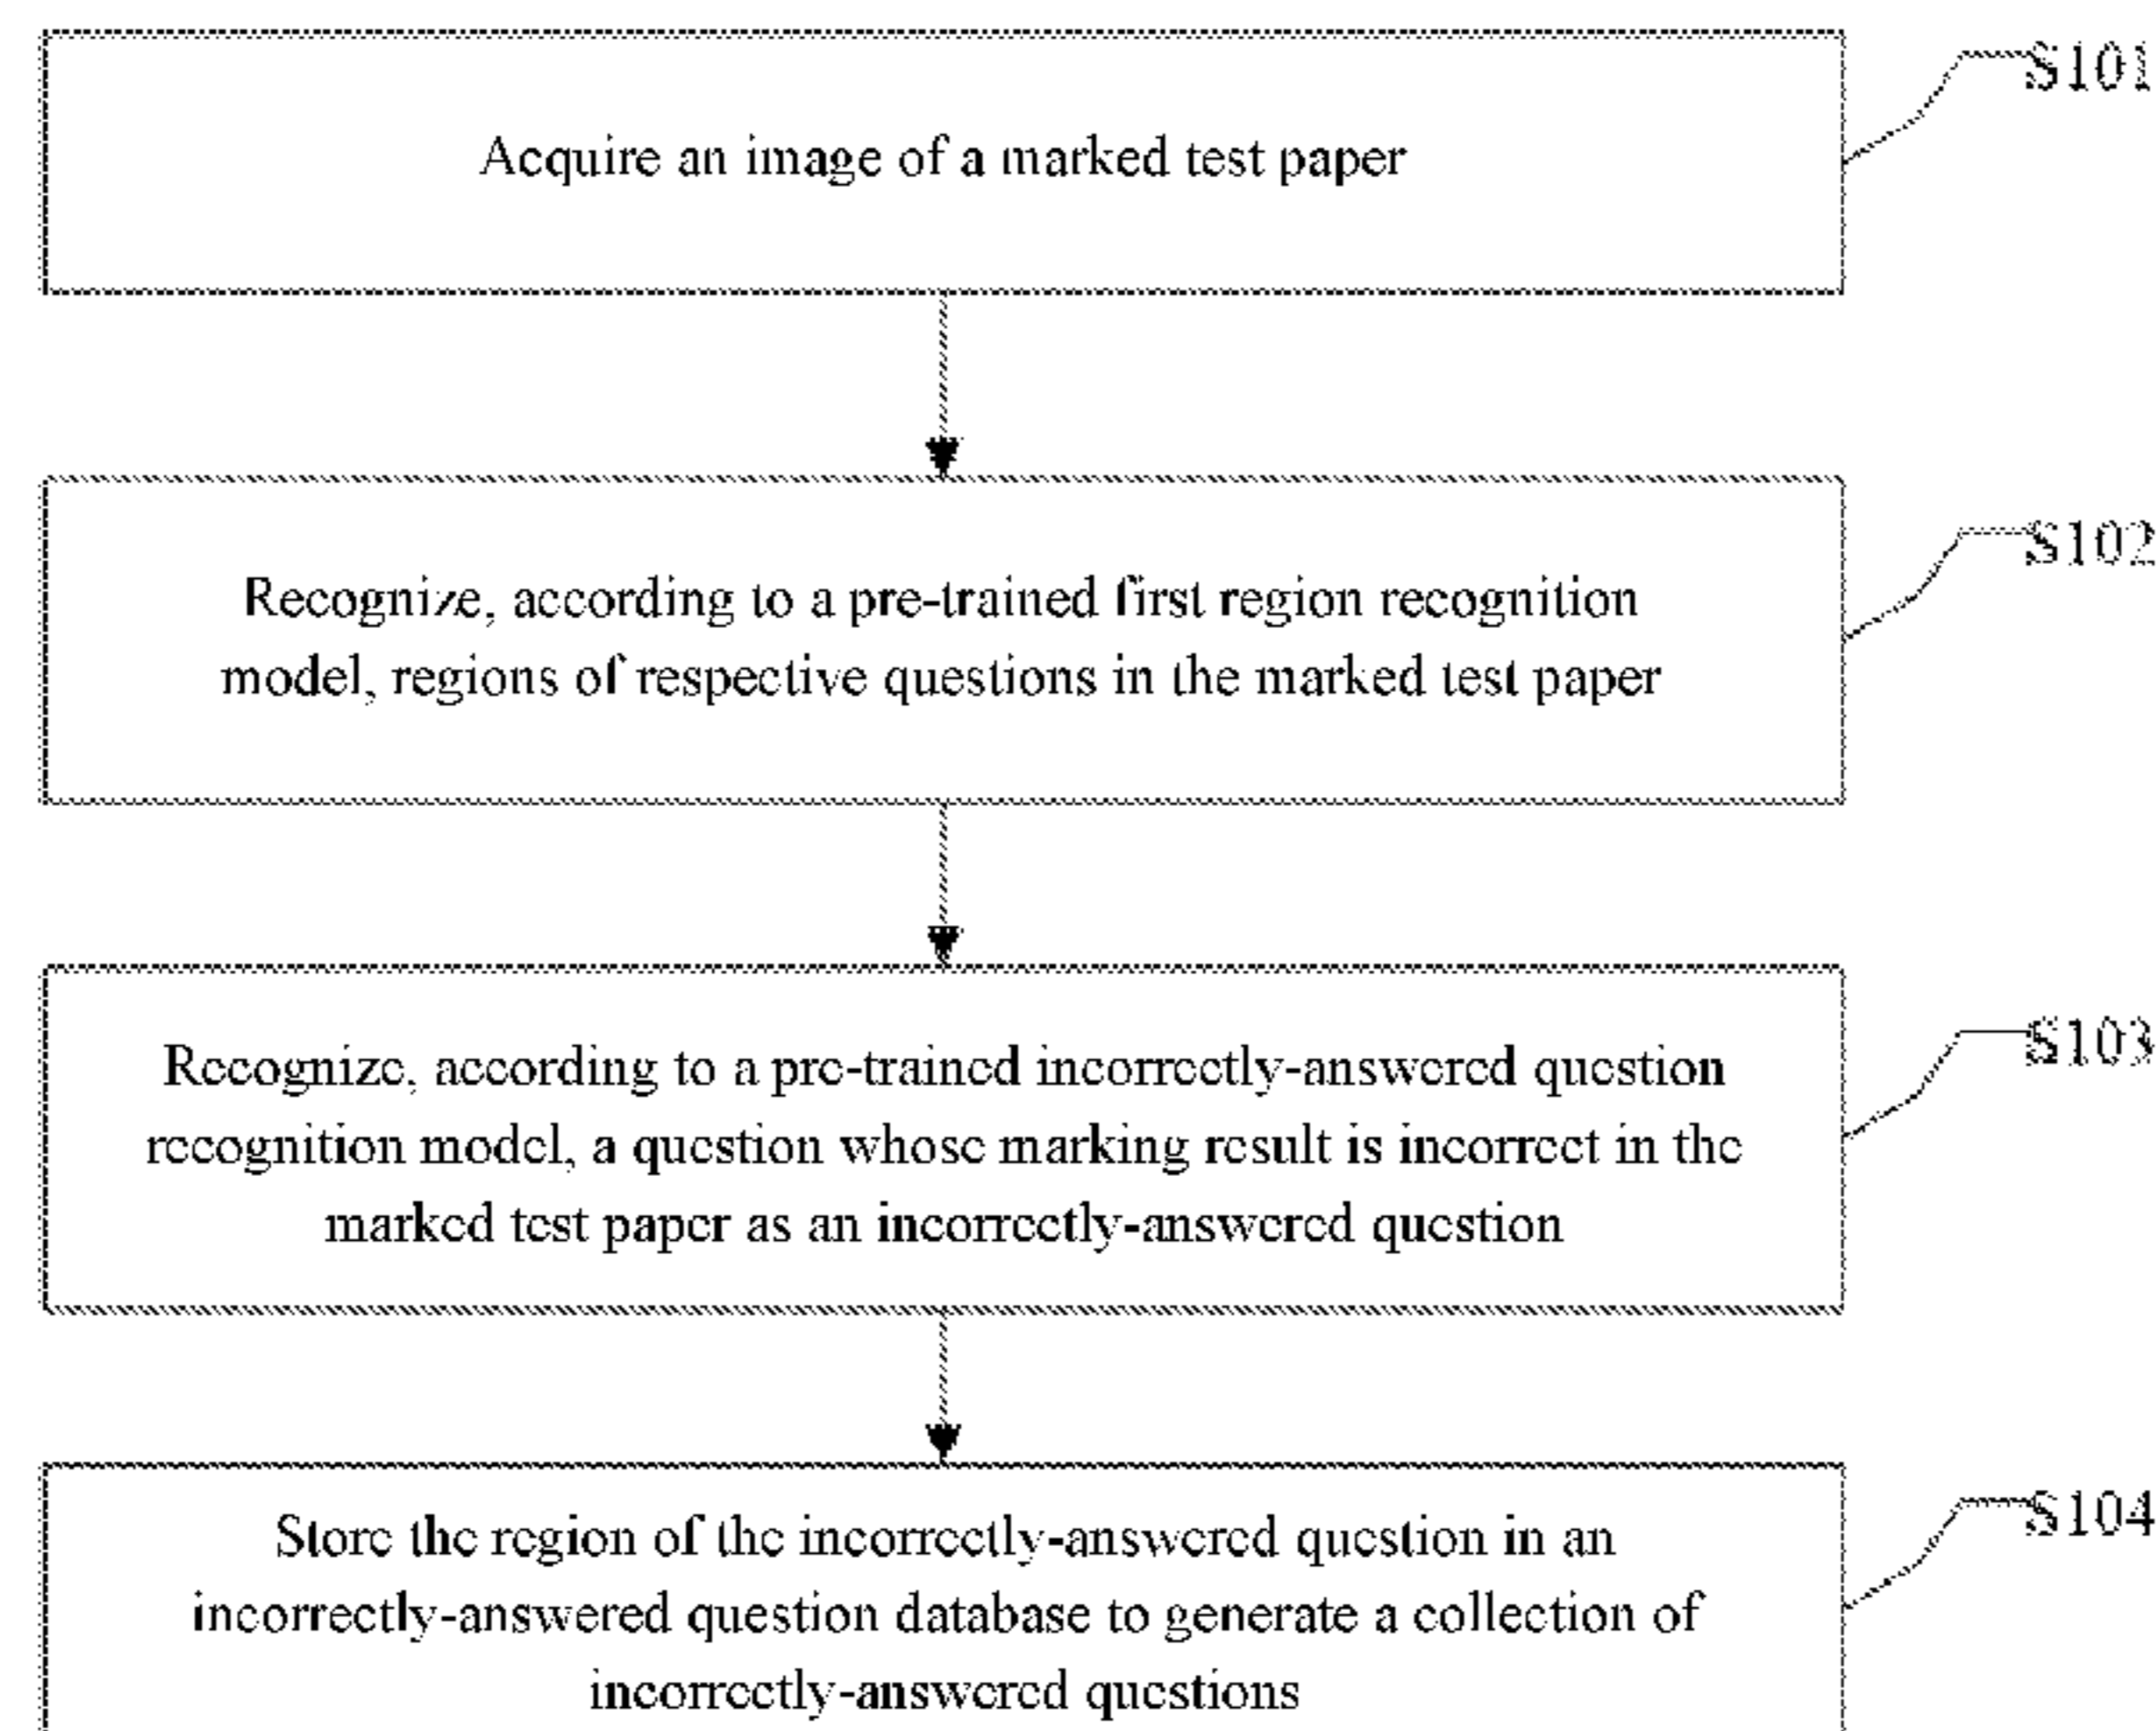 S101
Acquire an image of a marked test paper
S102
Recognize, according to a pre-trained first region recognition
model, regions of respective questions in the marked test paper
S103
Recognize, according to a pre-trained incorrectly-answered question
recognition model, a question whose marking result is incorrect in the
marked test paper as an incorrectly-answered question
S104
Store the region of the incorrectly-answered question in an
incorrectly-answered question database to generate a collection of
incorrectly-answered questions